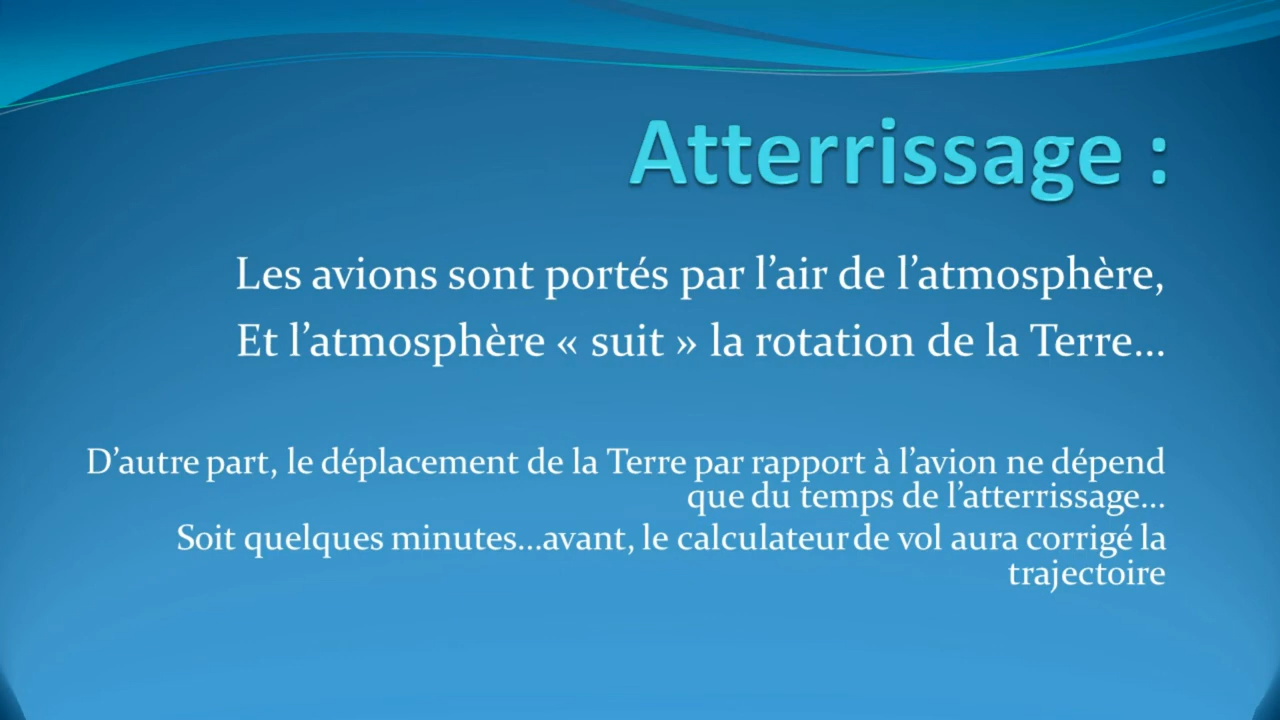 Atterrissage :
Les avions sont portés par l’air de l’atmosphère,
Et l’atmosphère « suit » la rotation de la Terre…
D’autre part, le déplacement de la Terre par rapport à l’avion ne dépend
que du temps de l’atterrissage…
Soit quelques minutes…avant, le calculateur de vol aura corrigé la
trajectoire